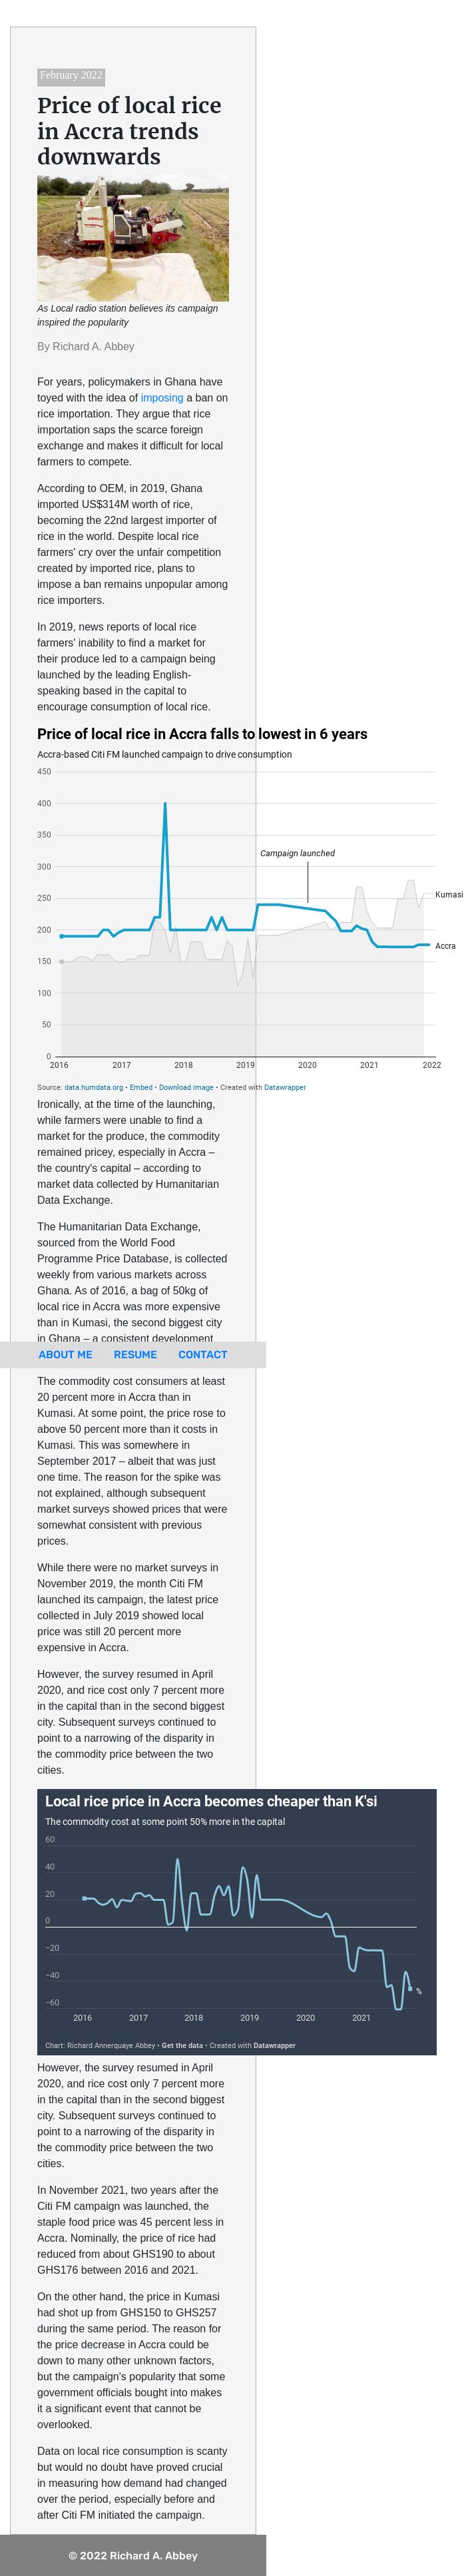 February 2022
Price of local rice
in Accra trends
downwards
As Local radio station believes its campaign
inspired the popularity
By Richard A. Abbey
For years, policymakers in Ghana have
toyed with the idea of imposing a ban on
rice importation. They argue that rice
importation saps the scarce foreign
exchange and makes it difficult for local
farmers to compete.
According to OEM, in 2019, Ghana
imported US$314M worth of rice,
becoming the 22nd largest importer of
rice in the world. Despite local rice
farmers' cry over the unfair competition
created by imported rice, plans to
impose a ban remains unpopular among
rice importers.
In 2019, news reports of local rice
farmers' inability to find a market for
their produce led to a campaign being
launched by the leading English-
speaking based in the capital to
encourage consumption of local rice.
Price of local rice in Accra falls to lowest in 6 years
Accra-based Citi FM launched campaign to drive consumption
450
400
350
Campaign launched
300
250
Kumasi
200
Accra
150
100
50
0
2016 2017 2018 2019 2020 2021 2022
Source: data.humdata.org • Embed • Download image • Created with Datawrapper
Ironically, at the time of the launching,
while farmers were unable to find a
market for the produce, the commodity
remained pricey, especially in Accra –
the country's capital – according to
market data collected by Humanitarian
Data Exchange.
The Humanitarian Data Exchange,
sourced from the World Food
Programme Price Database, is collected
weekly from various markets across
Ghana. As of 2016, a bag of 50kg of
local rice in Accra was more expensive
than in Kumasi, the second biggest city
in Ghana – a consistent development
ABOUT ME RESUME CONTACT
The commodity cost consumers at least
20 percent more in Accra than in
Kumasi. At some point, the price rose to
above 50 percent more than it costs in
Kumasi. This was somewhere in
September 2017 – albeit that was just
one time. The reason for the spike was
not explained, although subsequent
market surveys showed prices that were
somewhat consistent with previous
prices.
While there were no market surveys in
November 2019, the month Citi FM
launched its campaign, the latest price
collected in July 2019 showed local
price was still 20 percent more
expensive in Accra.
However, the survey resumed in April
2020, and rice cost only 7 percent more
in the capital than in the second biggest
city. Subsequent surveys continued to
point to a narrowing of the disparity in
the commodity price between the two
cities.
Local rice price in Accra becomes cheaper than K'si
The commodity cost at some point 50% more in the capital
60
40
20
0
−20
−40
%
−60
2016 2017 2018 2019 2020 2021
Chart: Richard Annerquaye Abbey • Get the data • Created with Datawrapper
However, the survey resumed in April
2020, and rice cost only 7 percent more
in the capital than in the second biggest
city. Subsequent surveys continued to
point to a narrowing of the disparity in
the commodity price between the two
cities.
In November 2021, two years after the
Citi FM campaign was launched, the
staple food price was 45 percent less in
Accra. Nominally, the price of rice had
reduced from about GHS190 to about
GHS176 between 2016 and 2021.
On the other hand, the price in Kumasi
had shot up from GHS150 to GHS257
during the same period. The reason for
the price decrease in Accra could be
down to many other unknown factors,
but the campaign's popularity that some
government officials bought into makes
it a significant event that cannot be
overlooked.
Data on local rice consumption is scanty
but would no doubt have proved crucial
in measuring how demand had changed
over the period, especially before and
after Citi FM initiated the campaign.
© 2022 Richard A. Abbey